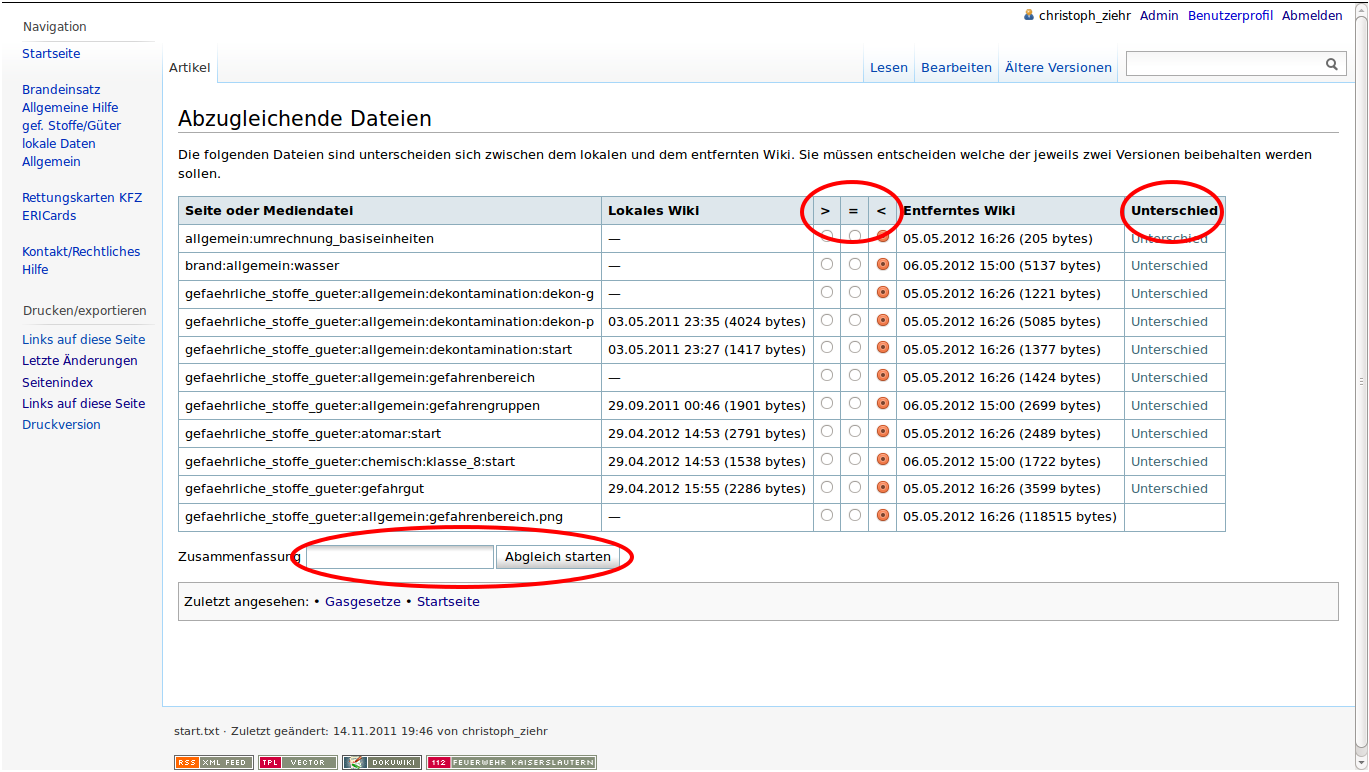 christoph_ziehr Admin Benutzerprofil Abmelden
Navigation
Startseite
Brandeinsatz
Allgemeine Hilfe
gef. Stoffe/Güter
lokale Daten
Allgemein
Rettungskarten KFZ
ERICards
Kontakt/Rechtliches
Hilfe
Drucken/exportieren
Links auf diese Seite
Letzte Änderungen
Seitenindex
Links auf diese Seite
Druckversion
Artikel Lesen Bearbeiten Ältere Versionen
Abzugleichende Dateien
Die folgenden Dateien sind unterscheiden sich zwischen dem lokalen und dem entfernten Wiki. Sie müssen entscheiden welche der jeweils zwei Versionen beibehalten werden
sollen.
Seite oder Mediendatei Lokales Wiki > = < Entferntes Wiki Unterschied
allgemein:umrechnung_basiseinheiten — 05.05.2012 16:26 (205 bytes) Unterschied
brand:allgemein:wasser — 06.05.2012 15:00 (5137 bytes) Unterschied
gefaehrliche_stoffe_gueter:allgemein:dekontamination:dekon-g — 05.05.2012 16:26 (1221 bytes) Unterschied
gefaehrliche_stoffe_gueter:allgemein:dekontamination:dekon-p 03.05.2011 23:35 (4024 bytes) 05.05.2012 16:26 (5085 bytes) Unterschied
gefaehrliche_stoffe_gueter:allgemein:dekontamination:start 03.05.2011 23:27 (1417 bytes) 05.05.2012 16:26 (1377 bytes) Unterschied
gefaehrliche_stoffe_gueter:allgemein:gefahrenbereich — 05.05.2012 16:26 (1424 bytes) Unterschied
gefaehrliche_stoffe_gueter:allgemein:gefahrengruppen 29.09.2011 00:46 (1901 bytes) 06.05.2012 15:00 (2699 bytes) Unterschied
gefaehrliche_stoffe_gueter:atomar:start 29.04.2012 14:53 (2791 bytes) 05.05.2012 16:26 (2489 bytes) Unterschied
gefaehrliche_stoffe_gueter:chemisch:klasse_8:start 29.04.2012 14:53 (1538 bytes) 06.05.2012 15:00 (1722 bytes) Unterschied
gefaehrliche_stoffe_gueter:gefahrgut 29.04.2012 15:55 (2286 bytes) 05.05.2012 16:26 (3599 bytes) Unterschied
gefaehrliche_stoffe_gueter:allgemein:gefahrenbereich.png — 05.05.2012 16:26 (118515 bytes)
Zusammenfassung Abgleich starten
Zuletzt angesehen: • Gasgesetze • Startseite
start.txt · Zuletzt geändert: 14.11.2011 19:46 von christoph_ziehr
RSS XML FEED TPL VECTOR DOKUWIKI 112 FEUERWEHR KAISERSLAUTERN